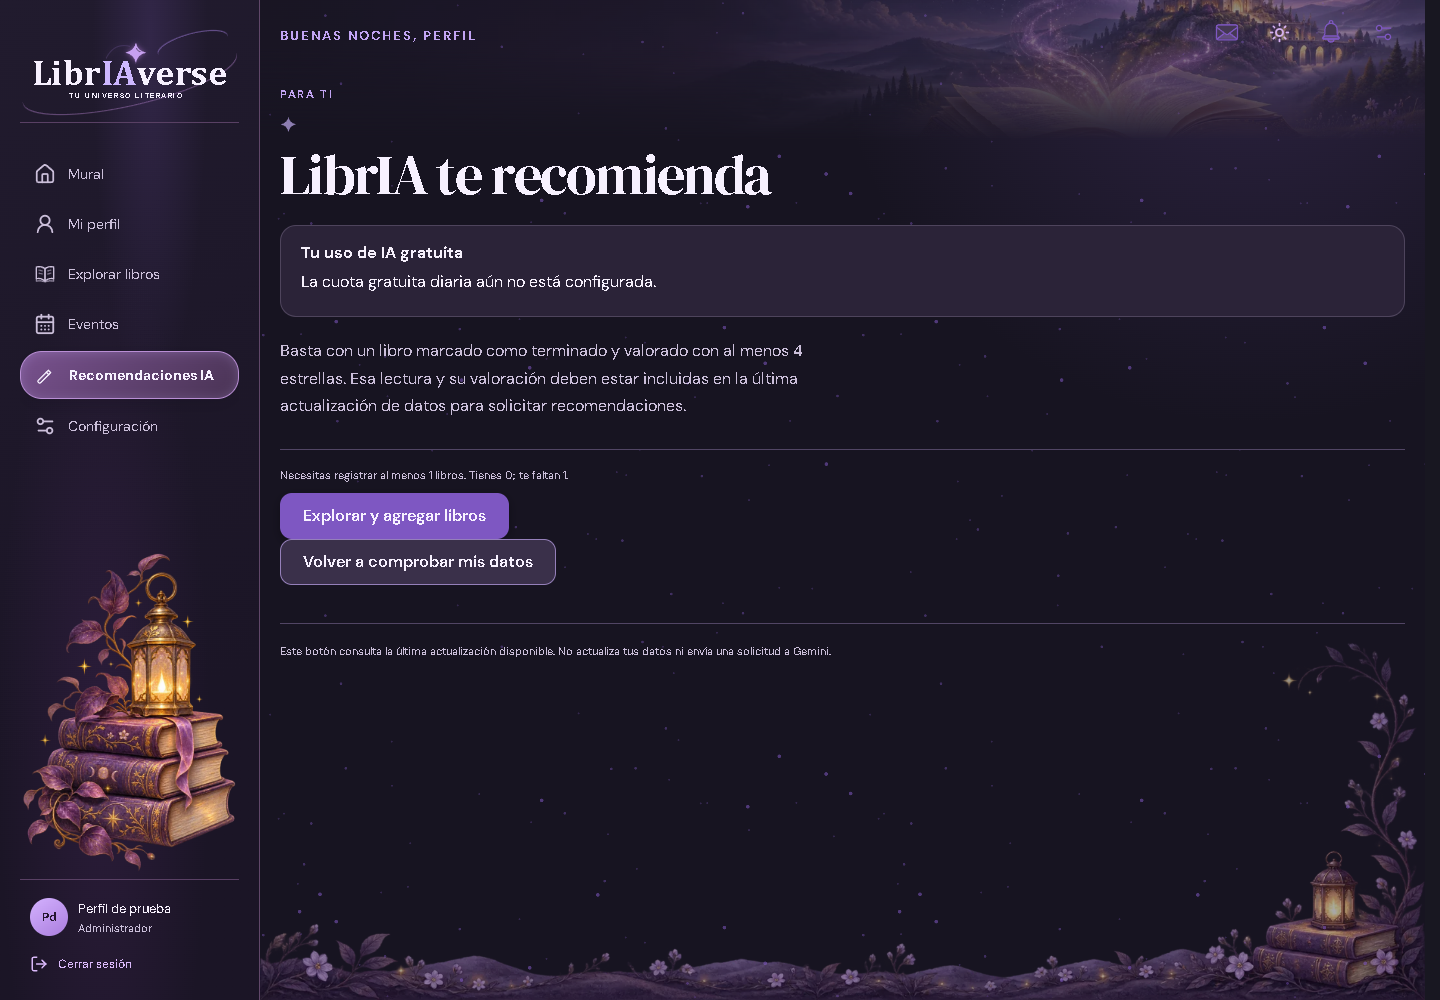 LibrIAverse
TU UNIVERSO LITERARIO
Mural
Mi perfil
Explorar libros
Eventos
Recomendaciones IA
Configuración
Pd
Perfil de prueba
Administrador
Cerrar sesión
BUENAS NOCHES, PERFIL
PARA TI
LibrIA te recomienda
Tu uso de IA gratuita
La cuota gratuita diaria aún no está configurada.
Basta con un libro marcado como terminado y valorado con al menos 4
estrellas. Esa lectura y su valoración deben estar incluidas en la última
actualización de datos para solicitar recomendaciones.
Necesitas registrar al menos 1 libros. Tienes 0; te faltan 1.
Explorar y agregar libros
Volver a comprobar mis datos
Este botón consulta la última actualización disponible. No actualiza tus datos ni envía una solicitud a Gemini.